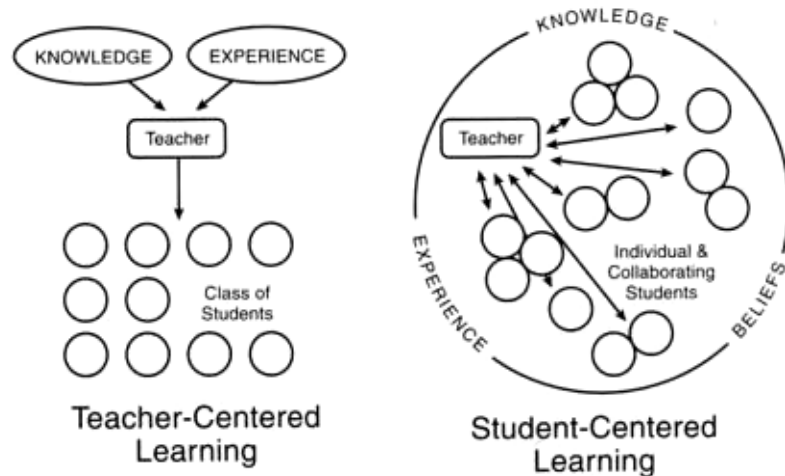 KNOWLEDGE
EXPERIENCE
Teacher
Class of
Students
Teacher-Centered
Learning
KNOWLEDGE
Teacher
EXPERIENCE
Individual &
Collaborating
Students
BELIEFS
Student-Centered
Learning